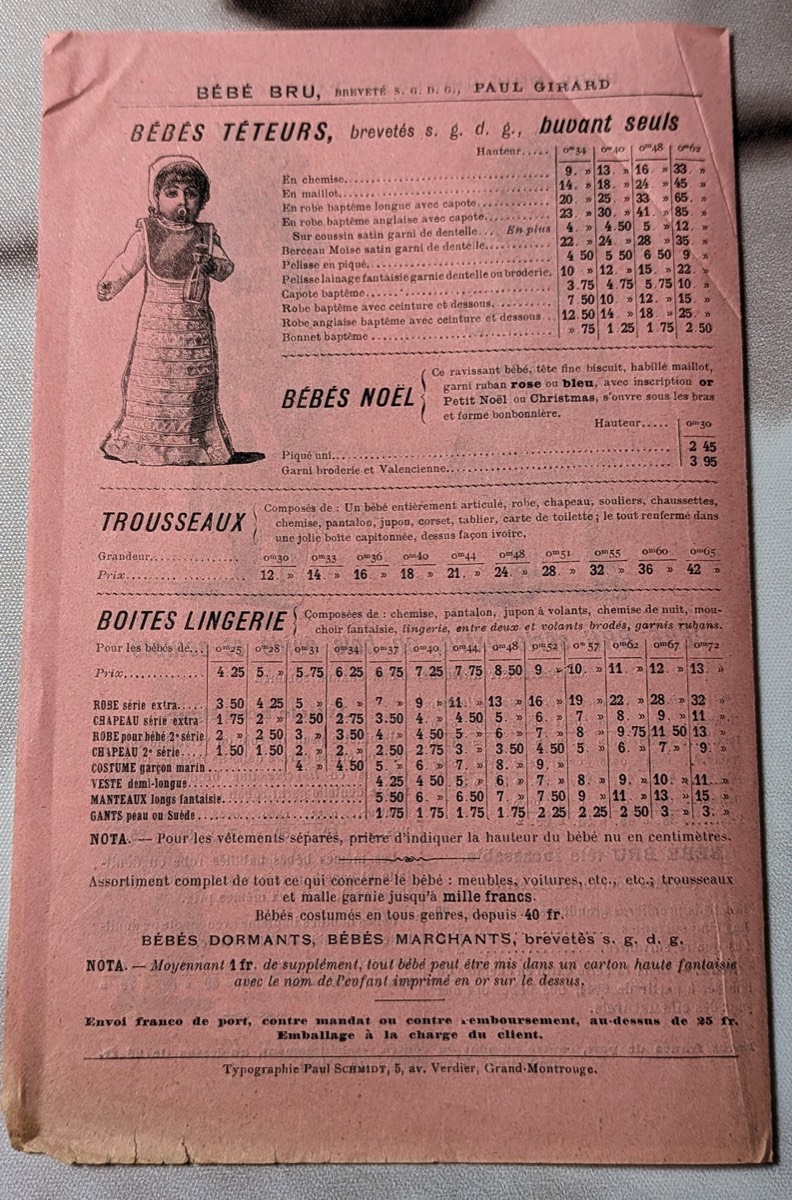 BÉBÉ BRU, BREVETÉ S. G. D. G., PAUL GIRARD
BÉBÉS TÉTEURS, brevetés s. g. d. g., buvant seuls
Hauteur..... 0m34 0m40 0m48 0m62
En chemise... 9. » 13. » 16. » 33. »
En maillot... 14. » 18. » 24. » 45 »
En robe baptême longue avec capote... 20 » 25 » 33 » 65. »
En robe baptême anglaise avec capote... 23. » 30. » 41. » 85 »
Sur coussin satin garni de dentelle... En plus 4. » 4.50 5. » 12. »
Berceau Moïse satin garni de dentelle... 22. » 24. » 28 » 35. »
Pelisse en piqué... 4 50 5 50 6 50 9 »
Pelisse lainage fantaisie garnie dentelle ou broderie. 10 » 12. » 15. » 22. »
Capote baptême... 3.75 4.75 5.75 10. »
Robe baptême avec ceinture et dessous... 7 50 10 » 12. » 15 »
Robe anglaise baptême avec ceinture et dessous... 12.50 14. » 18 » 25 »
Bonnet baptême... » 75 1 25 1 75 2 50
BÉBÉS NOËL { Ce ravissant bébé, tête fine biscuit, habillé maillot,
garni ruban rose ou bleu, avec inscription or
Petit Noël ou Christmas, s'ouvre sous les bras
et forme bonbonnière.
Hauteur..... 0m30
Piqué uni... 2 45
Garni broderie et Valencienne... 3 95
TROUSSEAUX { Composés de : Un bébé entièrement articulé, robe, chapeau, souliers, chaussettes,
chemise, pantalon, jupon, corset, tablier, carte de toilette ; le tout renfermé dans
une jolie boîte capitonnée, dessus façon ivoire.
Grandeur... 0m30 0m33 0m36 0m40 0m44 0m48 0m51 0m55 0m60 0m65
Prix... 12. » 14. » 16 » 18 » 21. » 24. » 28. » 32 » 36 » 42 »
BOITES LINGERIE { Composées de : chemise, pantalon, jupon à volants, chemise de nuit, mou-
choir fantaisie, lingerie, entre deux et volants brodés, garnis rubans.
Pour les bébés de... 0m25 0m28 0m31 0m34 0m37 0m40 0m44 0m48 0m52 0m57 0m62 0m67 0m72
Prix... 4 25 5. » 5.75 6.25 6 75 7 25 7.75 8.50 9 » 10. » 11 » 12 » 13. »
ROBE série extra... 3 50 4 25 5 » 6 » 7 » 9 » 11. » 13 » 16 » 19 » 22. » 28. » 32 »
CHAPEAU série extra 1 75 2 » 2 50 2 75 3.50 4. » 4.50 5. » 6. » 7. » 8. » 9. » 11 »
ROBE pour bébé 2e série 2 » 2 50 3 » 3.50 4. » 4 50 5 » 6 » 7 » 8 » 9.75 11 50 13 »
CHAPEAU 2e série... 1.50 1 50 2. » 2. » 2.50 2.75 3. » 3.50 4.50 5. » 6. » 7 » 9. »
COSTUME garçon marin... 4. » 4.50 5. » 6. » 7. » 8. » 9. »
VESTE demi-longue... 4.25 4 50 5. » 6. » 7. » 8. » 9. » 10. » 11. »
MANTEAUX longs fantaisie... 5.50 6. » 6.50 7. » 7.50 9 » 11. » 13. » 15. »
GANTS peau ou Suède... 1.75 1.75 1.75 1.75 2 25 2 25 2 50 3 » 3. »
NOTA. — Pour les vêtements séparés, prière d'indiquer la hauteur du bébé nu en centimètres.
Assortiment complet de tout ce qui concerne le bébé : meubles, voitures, etc., etc.; trousseaux
et malle garnie jusqu'à mille francs.
Bébés costumés en tous genres, depuis 40 fr.
BÉBÉS DORMANTS, BÉBÉS MARCHANTS, brevetés s. g. d. g.
NOTA. — Moyennant 1 fr. de supplément, tout bébé peut être mis dans un carton haute fantaisie
avec le nom de l'enfant imprimé en or sur le dessus.
Envoi franco de port, contre mandat ou contre remboursement, au-dessus de 25 fr.
Emballage à la charge du client.
Typographie Paul SCHMIDT, 5, av. Verdier, Grand-Montrouge.